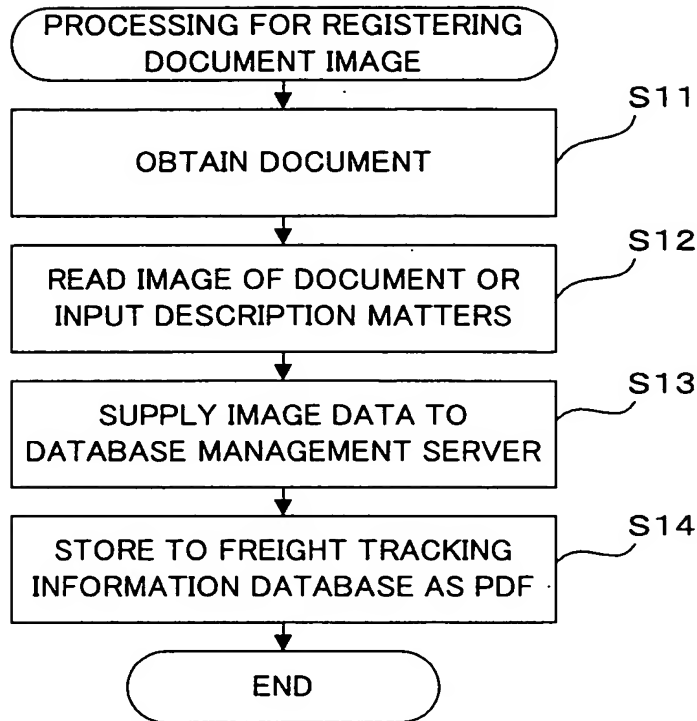 PROCESSING FOR REGISTERING
DOCUMENT IMAGE
S11
OBTAIN DOCUMENT
S12
READ IMAGE OF DOCUMENT OR
INPUT DESCRIPTION MATTERS
S13
SUPPLY IMAGE DATA TO
DATABASE MANAGEMENT SERVER
S14
STORE TO FREIGHT TRACKING
INFORMATION DATABASE AS PDF
END